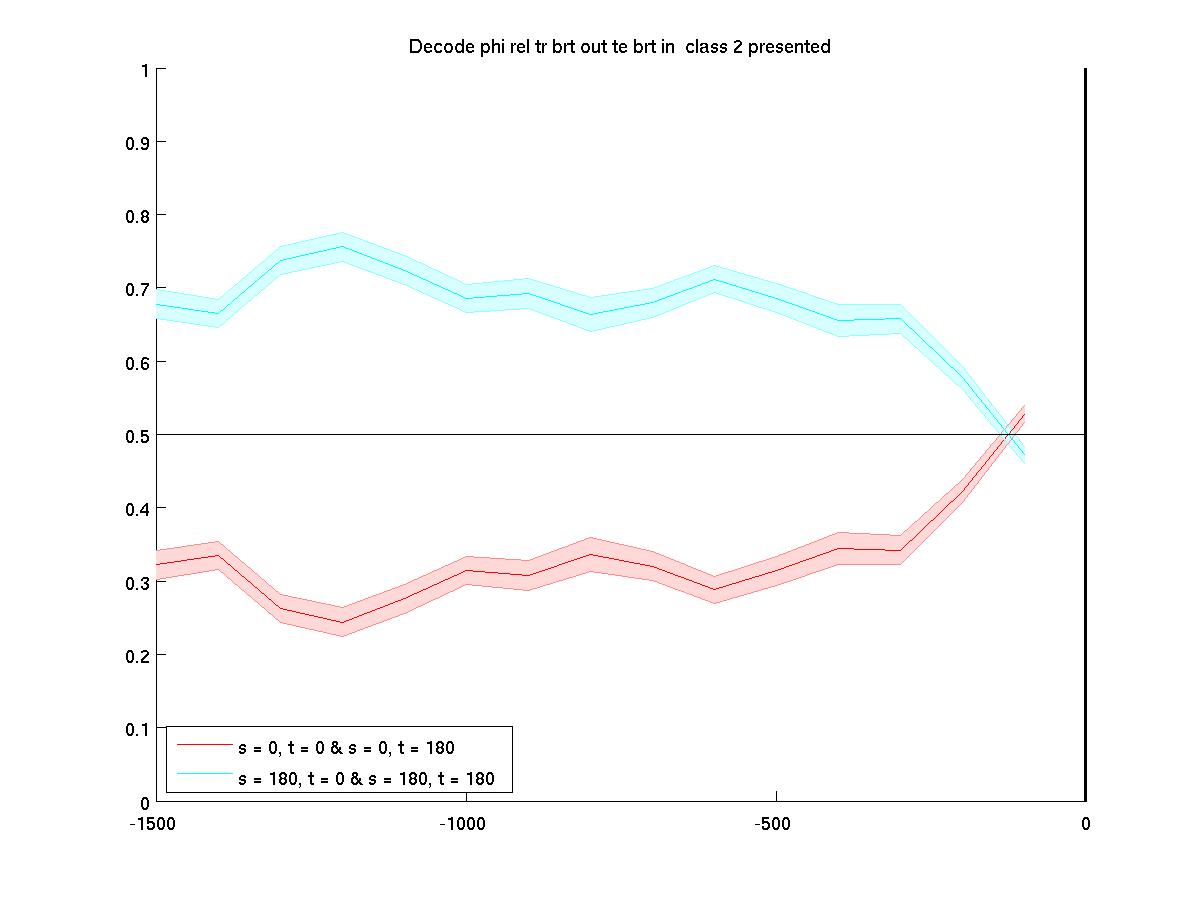 Decode phi rel tr brt out te brt in  class 2 presented
1
0.9
0.8
0.7
0.6
0.5
0.4
0.3
0.2
0.1
0
s = 0, t = 0 & s = 0, t = 180
s = 180, t = 0 & s = 180, t = 180
-1500 -1000 -500 0